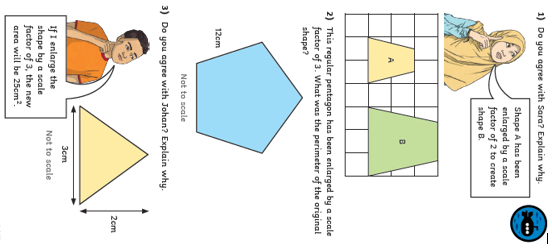 1) Do you agree with Sara? Explain why.
Shape A has been
enlarged by a scale
factor of 2 to create
shape B.
A
B
2) This regular pentagon has been enlarged by a scale
factor of 3. What was the perimeter of the original
shape?
12cm
Not to scale
3) Do you agree with Johan? Explain why.
If I enlarge the
shape by a scale
factor of 3, the new
area will be 25cm².
3cm
2cm
Not to scale